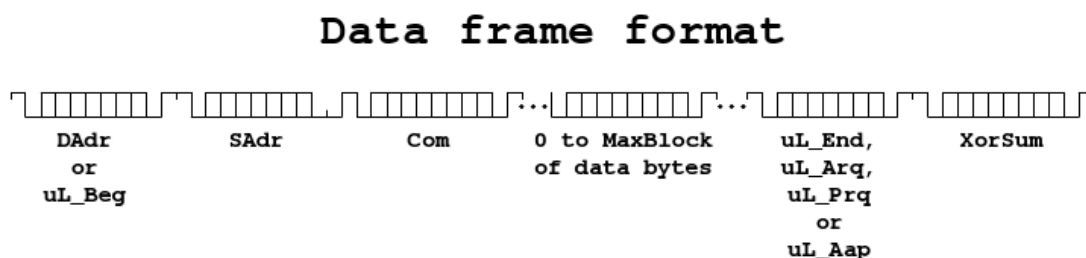 Data frame format
DAdr
or
uL_Beg
SAdr
Com
0 to MaxBlock
of data bytes
uL_End,
uL_Arq,
uL_Prq
or
uL_Aap
XorSum